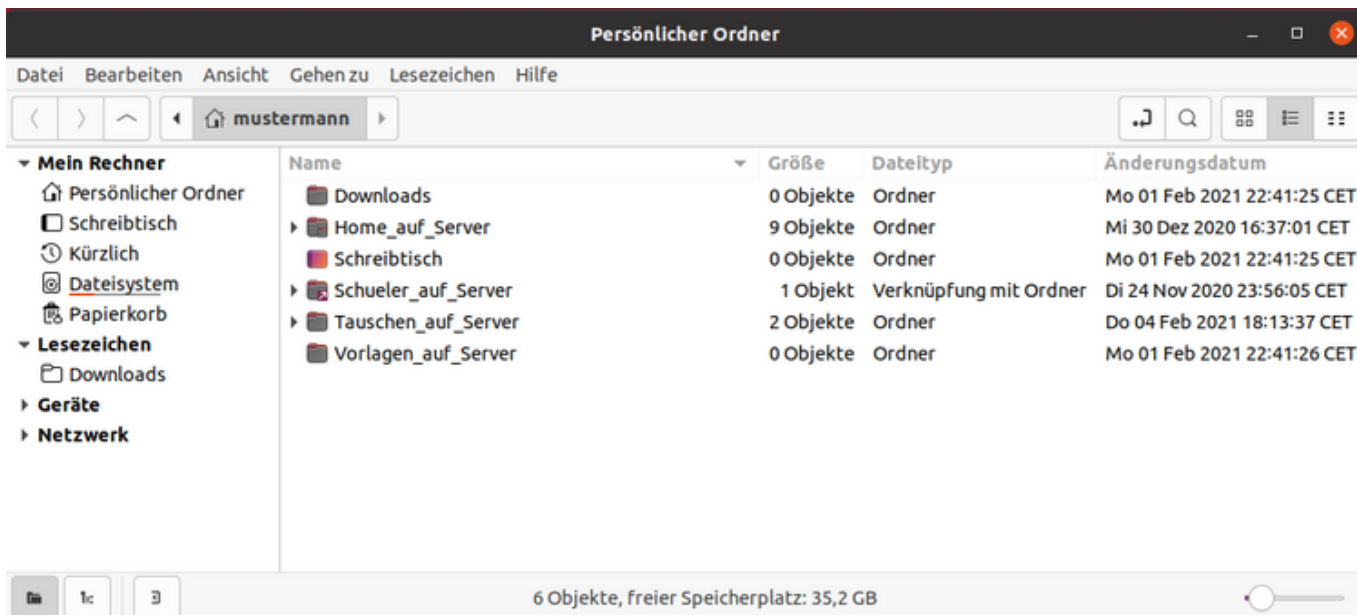 Persönlicher Ordner
Datei Bearbeiten Ansicht Gehen zu Lesezeichen Hilfe
mustermann
Mein Rechner
Persönlicher Ordner
Schreibtisch
Kürzlich
Dateisystem
Papierkorb
Lesezeichen
Downloads
Geräte
Netzwerk
Name Größe Dateityp Änderungsdatum
Downloads 0 Objekte Ordner Mo 01 Feb 2021 22:41:25 CET
Home_auf_Server 9 Objekte Ordner Mi 30 Dez 2020 16:37:01 CET
Schreibtisch 0 Objekte Ordner Mo 01 Feb 2021 22:41:25 CET
Schueler_auf_Server 1 Objekt Verknüpfung mit Ordner Di 24 Nov 2020 23:56:05 CET
Tauschen_auf_Server 2 Objekte Ordner Do 04 Feb 2021 18:13:37 CET
Vorlagen_auf_Server 0 Objekte Ordner Mo 01 Feb 2021 22:41:26 CET
6 Objekte, freier Speicherplatz: 35,2 GB